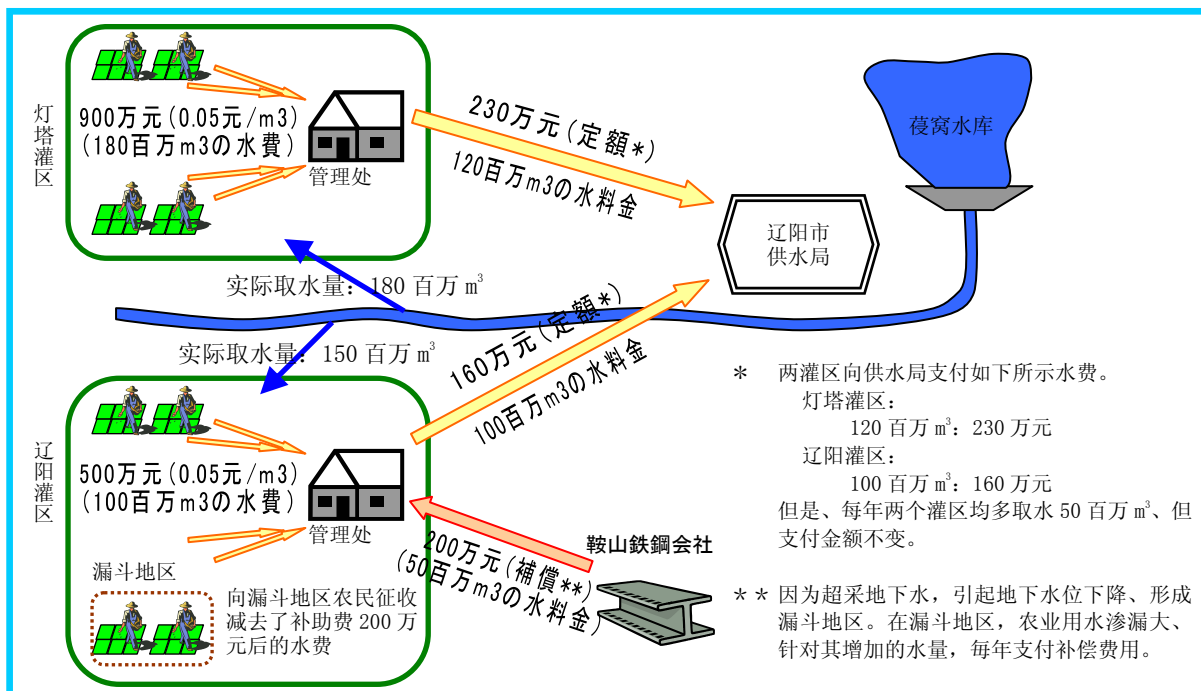 灯塔灌区
900万元(0.05元/m3)
(180百万m3の水費)
管理处
230万元(定額*)
120百万m3の水料金
葠窝水库
辽阳市
供水局
实际取水量：180 百万 m³
实际取水量：150 百万 m³
160万元(定額*)
100百万m3の水料金
辽阳灌区
500万元(0.05元/m3)
(100百万m3の水費)
管理处
漏斗地区
向漏斗地区农民征收
减去了补助费 200 万
元后的水费
200万元(補償**)
(50百万m3の水料金)
鞍山鉄鋼会社
* 两灌区向供水局支付如下所示水费。
灯塔灌区：
120 百万 m³：230 万元
辽阳灌区：
100 百万 m³：160 万元
但是、每年两个灌区均多取水 50 百万 m³、但
支付金额不变。
** 因为超采地下水，引起地下水位下降、形成
漏斗地区。在漏斗地区，农业用水渗漏大、
针对其增加的水量，每年支付补偿费用。